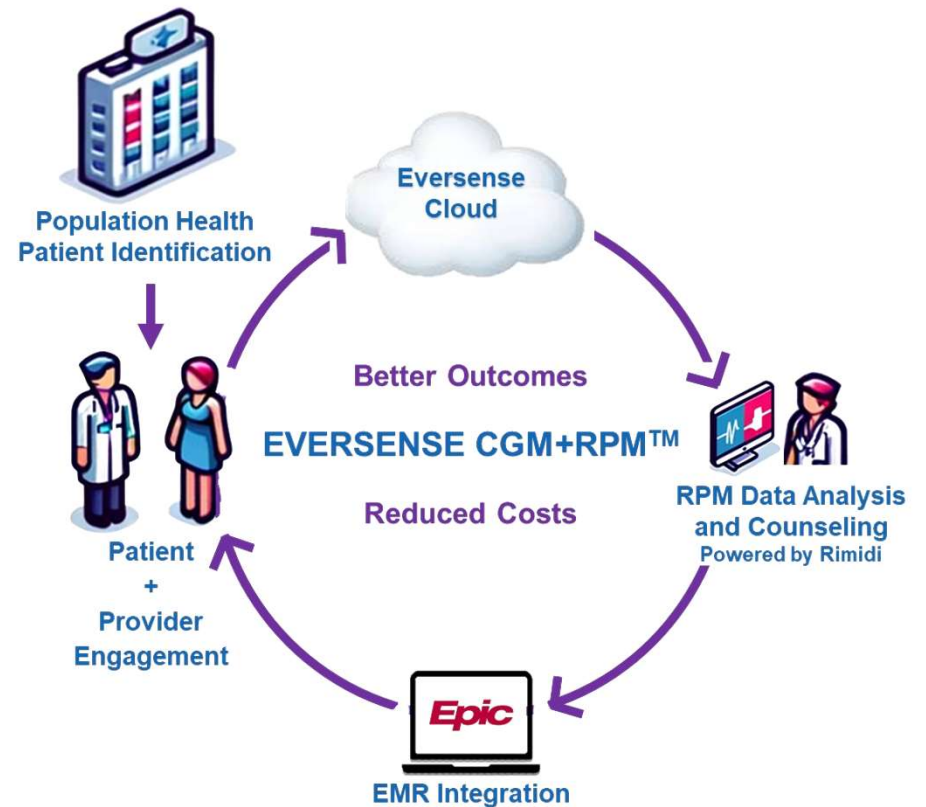 Population Health
Patient Identification
Eversense
Cloud
Better Outcomes
EVERSENSE CGM+RPM™
Reduced Costs
RPM Data Analysis
and Counseling
Powered by Rimidi
Patient
+
Provider
Engagement
Epic
EMR Integration